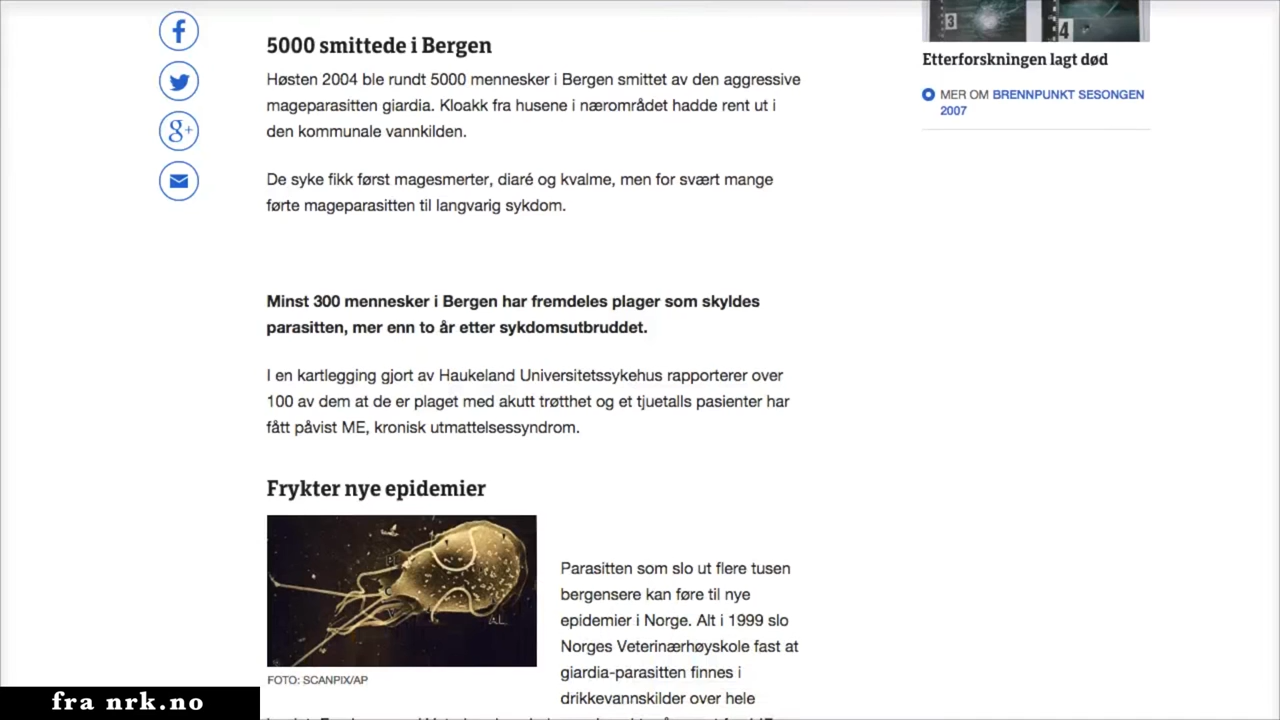 5000 smittede i Bergen
Høsten 2004 ble rundt 5000 mennesker i Bergen smittet av den aggressive
mageparasitten giardia. Kloakk fra husene i nærområdet hadde rent ut i
den kommunale vannkilden.
De syke fikk først magesmerter, diaré og kvalme, men for svært mange
førte mageparasitten til langvarig sykdom.
Minst 300 mennesker i Bergen har fremdeles plager som skyldes
parasitten, mer enn to år etter sykdomsutbruddet.
I en kartlegging gjort av Haukeland Universitetssykehus rapporterer over
100 av dem at de er plaget med akutt trøtthet og et tjuetalls pasienter har
fått påvist ME, kronisk utmattelsessyndrom.
Frykter nye epidemier
Parasitten som slo ut flere tusen
bergensere kan føre til nye
epidemier i Norge. Alt i 1999 slo
Norges Veterinærhøyskole fast at
giardia-parasitten finnes i
drikkevannskilder over hele
FOTO: SCANPIX/AP
3
4
Etterforskningen lagt død
MER OM BRENNPUNKT SESONGEN
2007
fra nrk.no